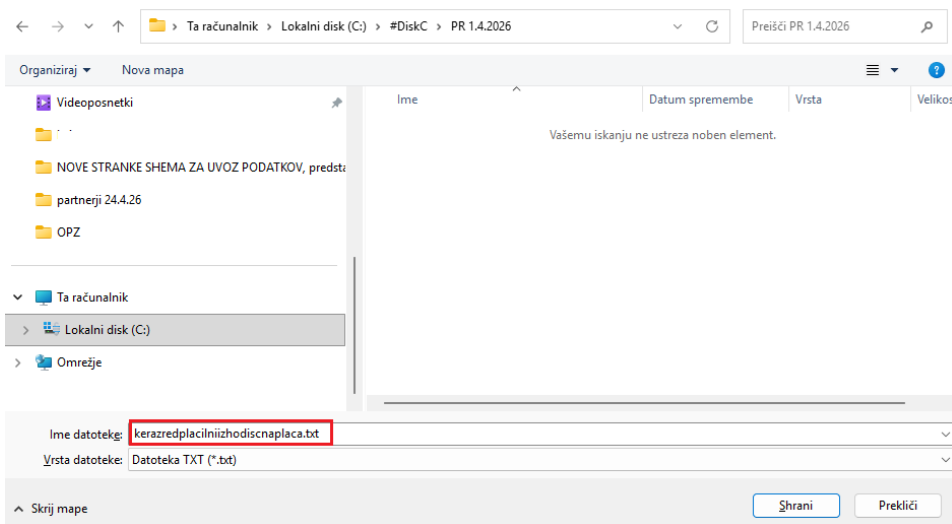 Ta računalnik > Lokalni disk (C:) > #DiskC > PR 1.4.2026
Preišči PR 1.4.2026
Organiziraj
Nova mapa
Ime
Datum spremembe
Vrsta
Velikos
Videoposnetki
Vašemu iskanju ne ustreza noben element.
NOVE STRANKE SHEMA ZA UVOZ PODATKOV, predsta
partnerji 24.4.26
OPZ
Ta računalnik
Lokalni disk (C:)
Omrežje
Ime datoteke: kerazredplacilniizhodiscnaplaca.txt
Vrsta datoteke: Datoteka TXT (*.txt)
Skrij mape
Shrani
Prekliči